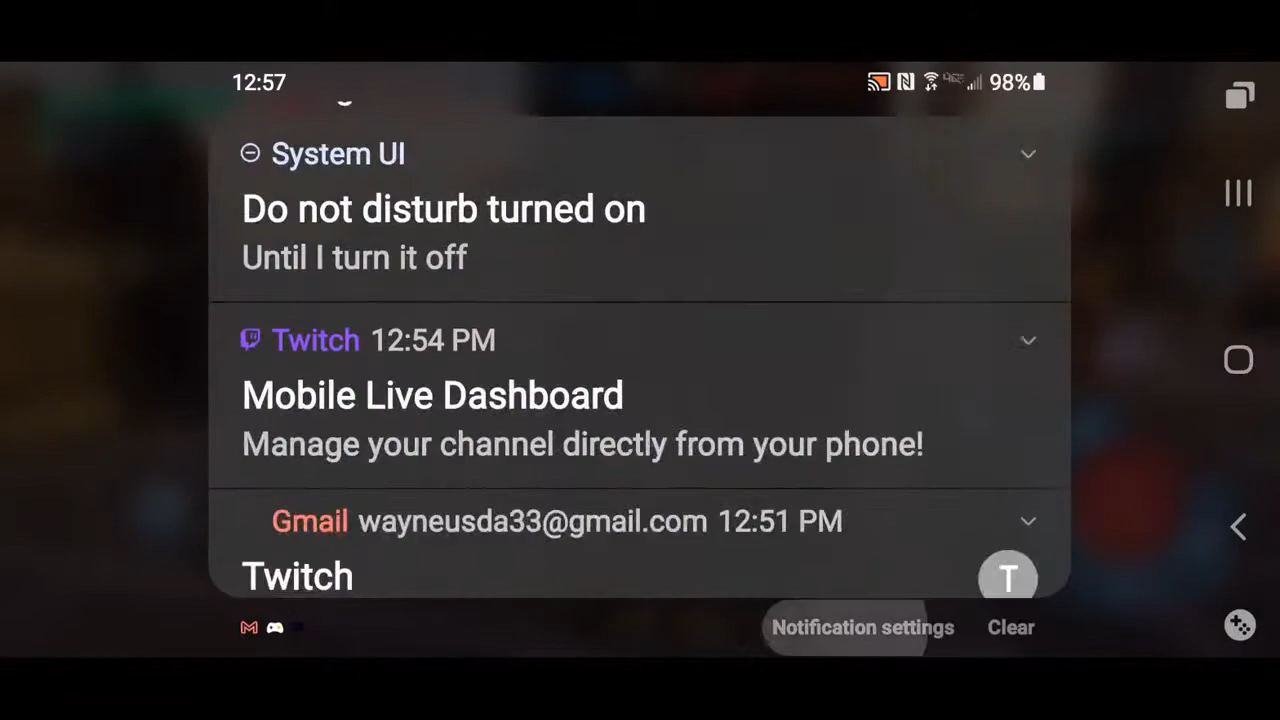 12:57
98%
System UI
Do not disturb turned on
Until I turn it off
Twitch 12:54 PM
Mobile Live Dashboard
Manage your channel directly from your phone!
Gmail wayneusda33@gmail.com 12:51 PM
Twitch
T
Notification settings Clear